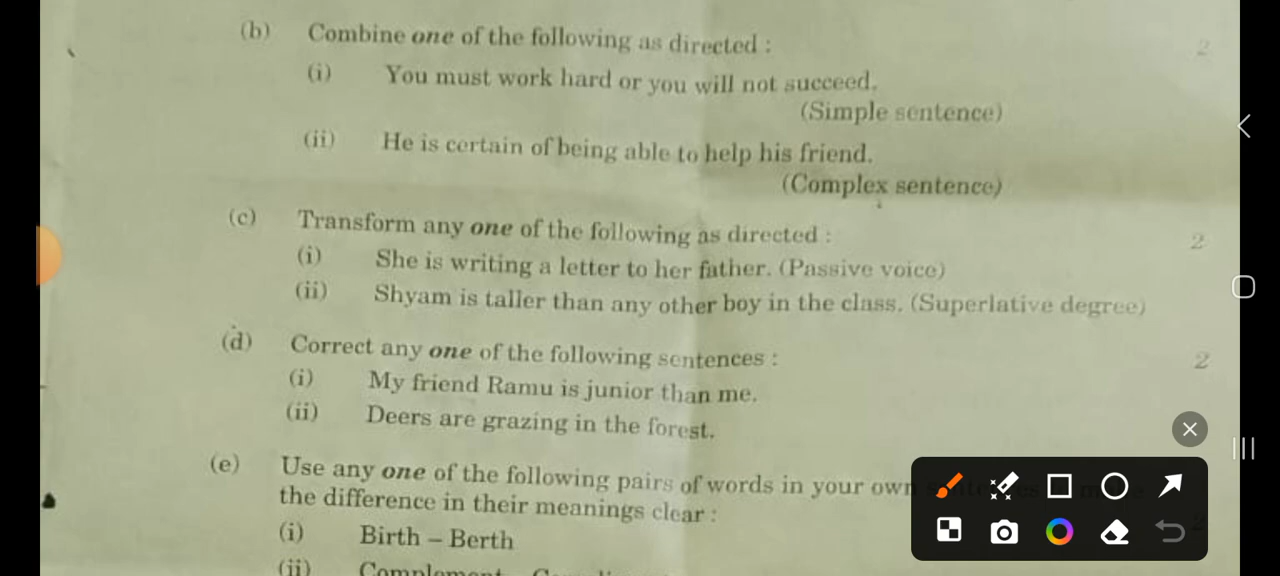 (b) Combine one of the following as directed : 2
(i) You must work hard or you will not succeed.
(Simple sentence)
(ii) He is certain of being able to help his friend.
(Complex sentence)
(c) Transform any one of the following as directed : 2
(i) She is writing a letter to her father. (Passive voice)
(ii) Shyam is taller than any other boy in the class. (Superlative degree)
(d) Correct any one of the following sentences : 2
(i) My friend Ramu is junior than me.
(ii) Deers are grazing in the forest.
(e) Use any one of the following pairs of words in your own
the difference in their meanings clear :
(i) Birth – Berth
(ii)